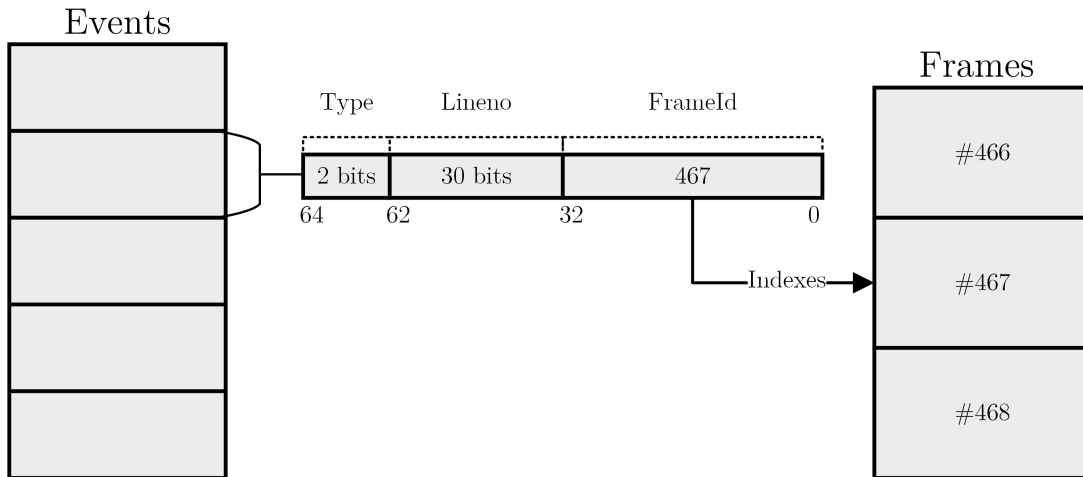 Events
Frames
Type Lineno FrameId
2 bits 30 bits 467
64 62 32 0
Indexes
#466
#467
#468